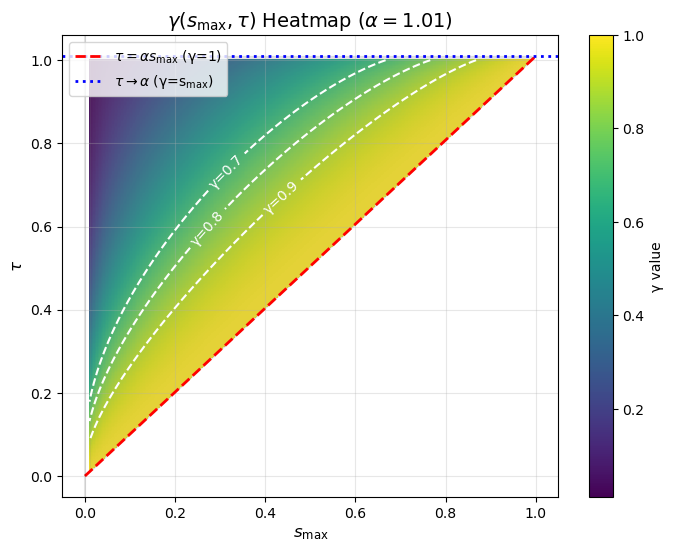 γ(s_max, τ) Heatmap (α = 1.01)
τ = αs_max (γ=1)
τ → α (γ=s_max)
1.0
0.8
0.6
0.4
0.2
0.0
τ
γ=0.7
γ=0.8
γ=0.9
0.0 0.2 0.4 0.6 0.8 1.0
s_max
1.0
0.8
0.6
0.4
0.2
γ value